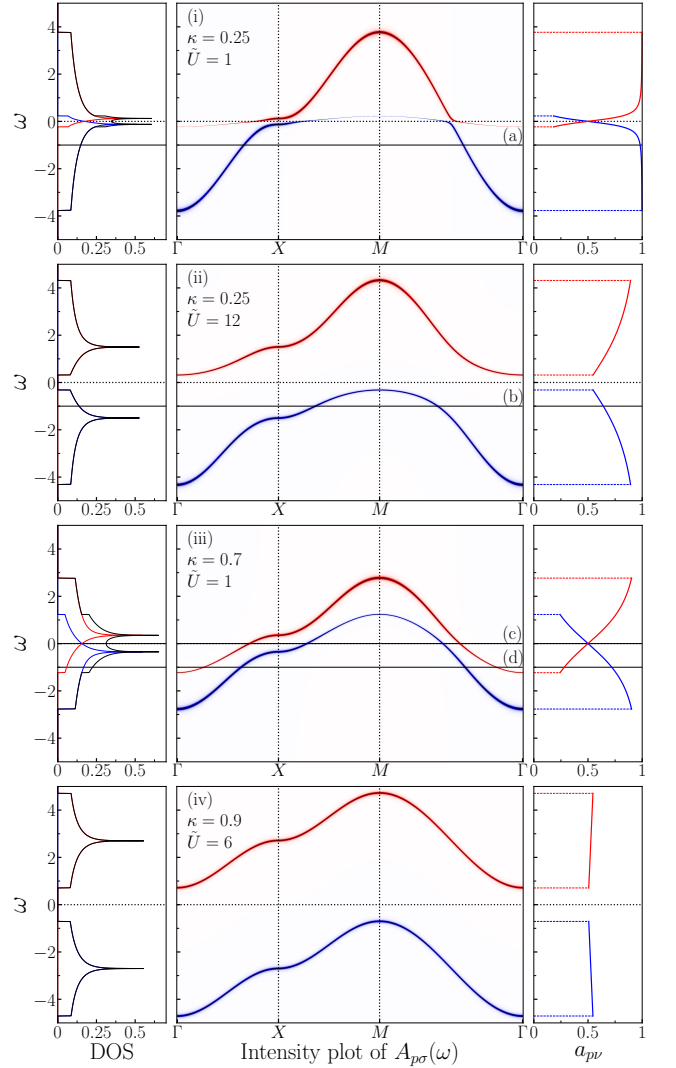 (i)
κ = 0.25
Ũ = 1
ω
4
2
0
−2
−4
(a)
0 0.25 0.5 Γ X M Γ 0 0.5 1
(ii)
κ = 0.25
Ũ = 12
ω
4
2
0
−2
−4
(b)
0 0.25 0.5 Γ X M Γ 0 0.5 1
(iii)
κ = 0.7
Ũ = 1
ω
4
2
0
−2
−4
(c)
(d)
0 0.25 0.5 Γ X M Γ 0 0.5 1
(iv)
κ = 0.9
Ũ = 6
ω
4
2
0
−2
−4
0 0.25 0.5 Γ X M Γ 0 0.5 1
DOS Intensity plot of A_{pσ}(ω) a_{pν}